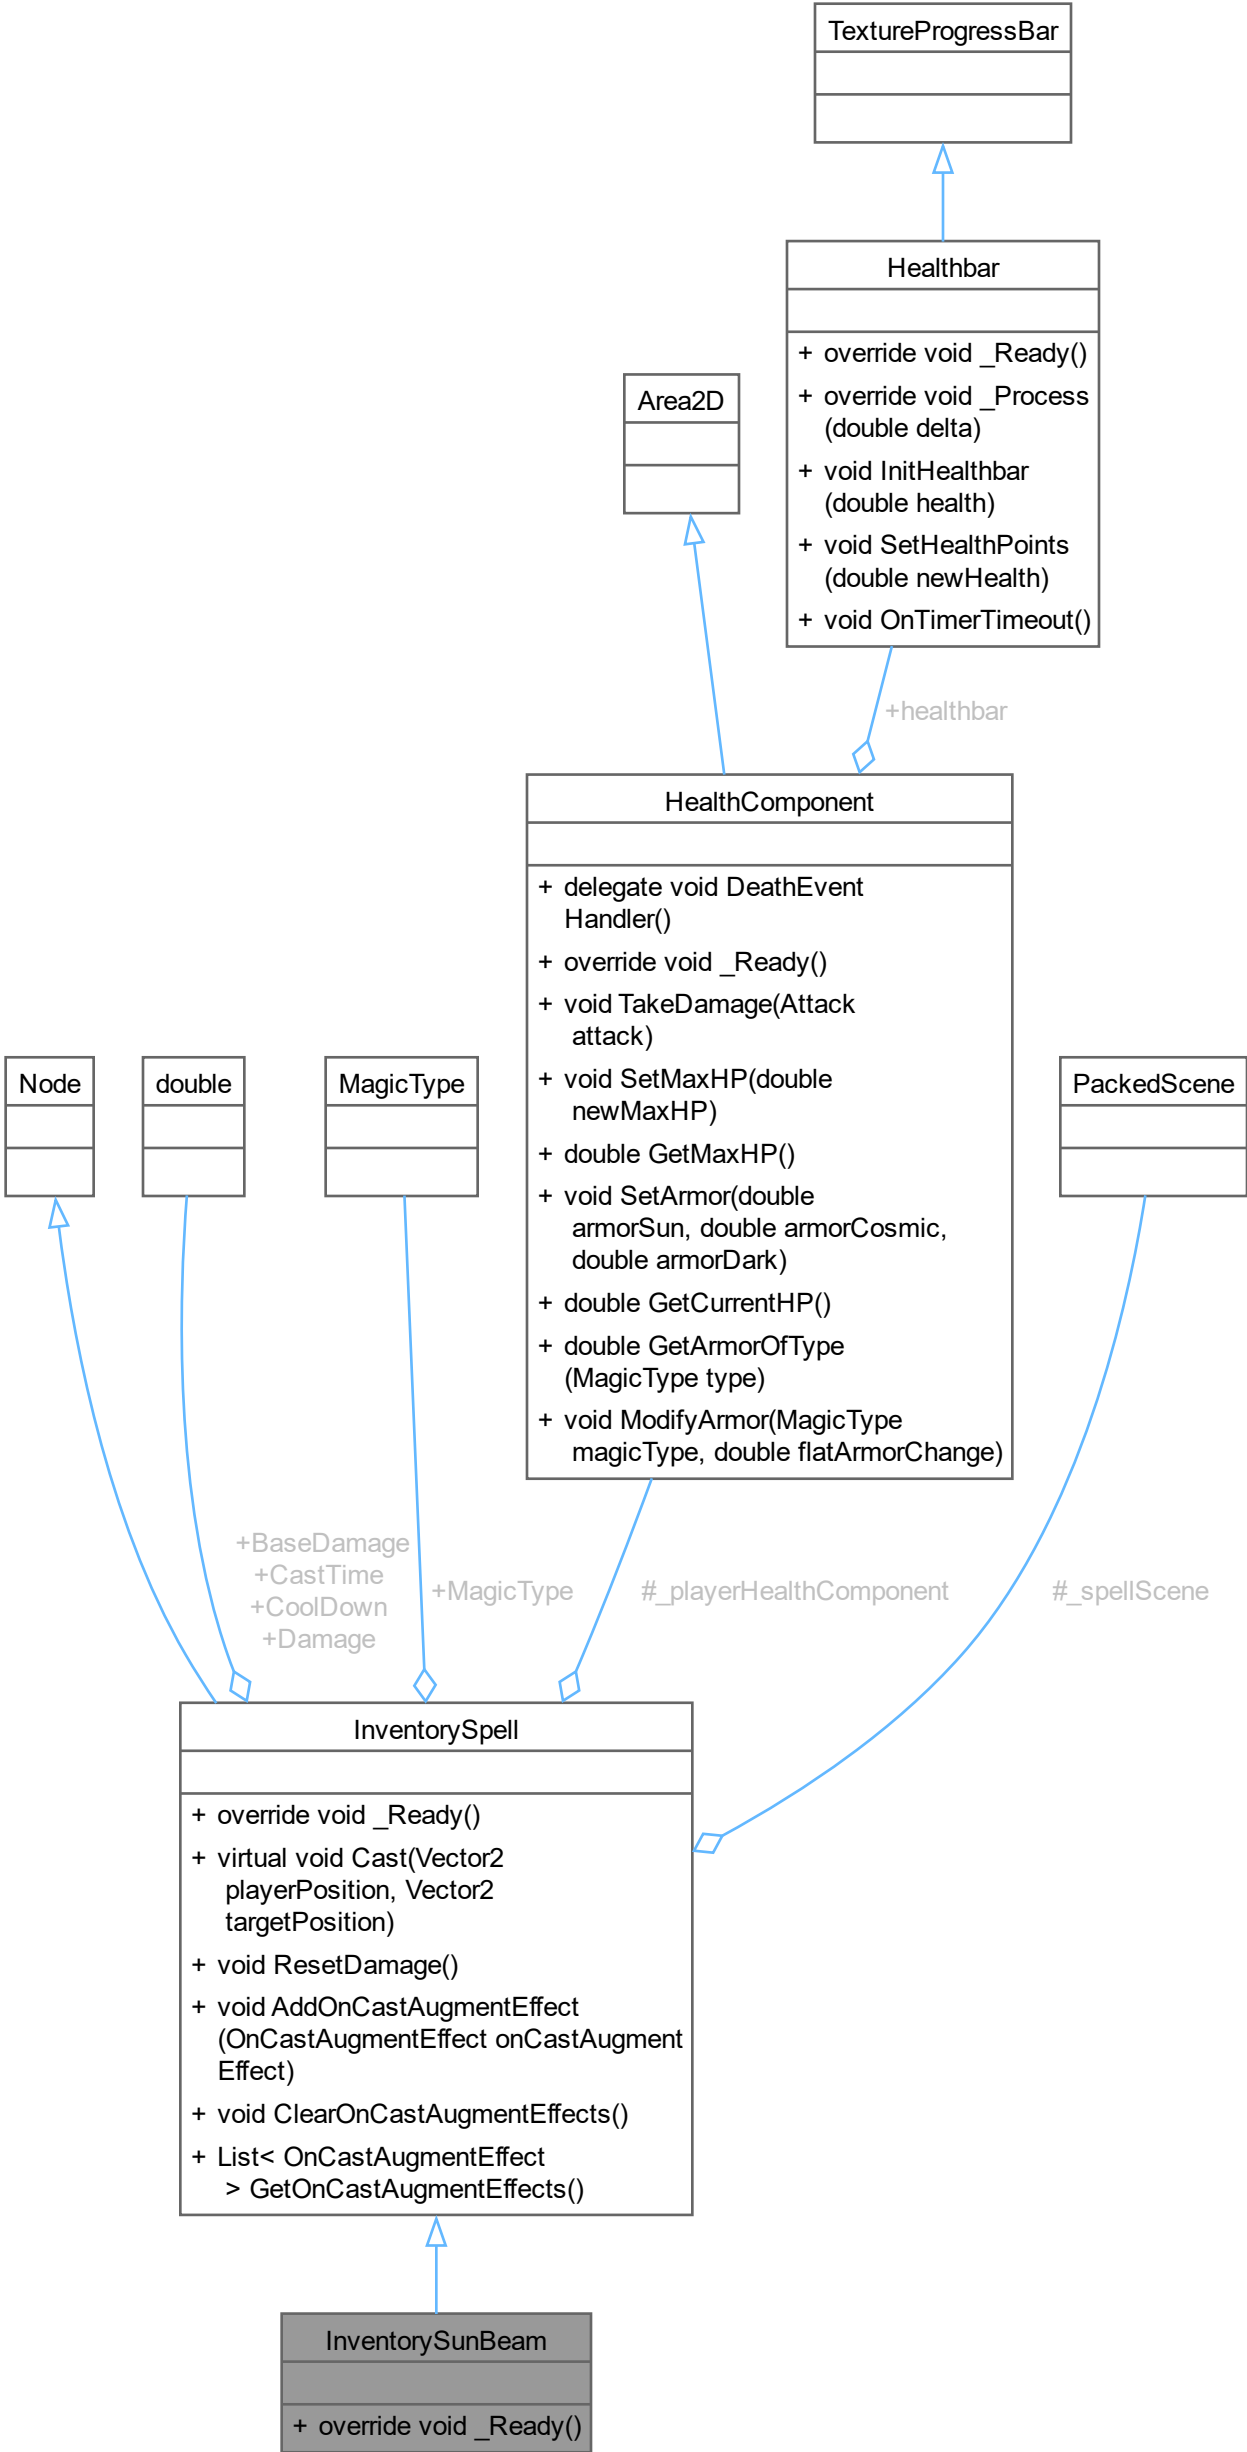 TextureProgressBar
Healthbar
+ override void _Ready()
+ override void _Process
(double delta)
+ void InitHealthbar
(double health)
+ void SetHealthPoints
(double newHealth)
+ void OnTimerTimeout()
Area2D
+healthbar
HealthComponent
+ delegate void DeathEvent
Handler()
+ override void _Ready()
+ void TakeDamage(Attack
attack)
+ void SetMaxHP(double
newMaxHP)
+ double GetMaxHP()
+ void SetArmor(double
armorSun, double armorCosmic,
double armorDark)
+ double GetCurrentHP()
+ double GetArmorOfType
(MagicType type)
+ void ModifyArmor(MagicType
magicType, double flatArmorChange)
Node
double
MagicType
PackedScene
+BaseDamage
+CastTime
+CoolDown
+Damage
+MagicType
#_playerHealthComponent
#_spellScene
InventorySpell
+ override void _Ready()
+ virtual void Cast(Vector2
playerPosition, Vector2
targetPosition)
+ void ResetDamage()
+ void AddOnCastAugmentEffect
(OnCastAugmentEffect onCastAugment
Effect)
+ void ClearOnCastAugmentEffects()
+ List< OnCastAugmentEffect
> GetOnCastAugmentEffects()
InventorySunBeam
+ override void _Ready()